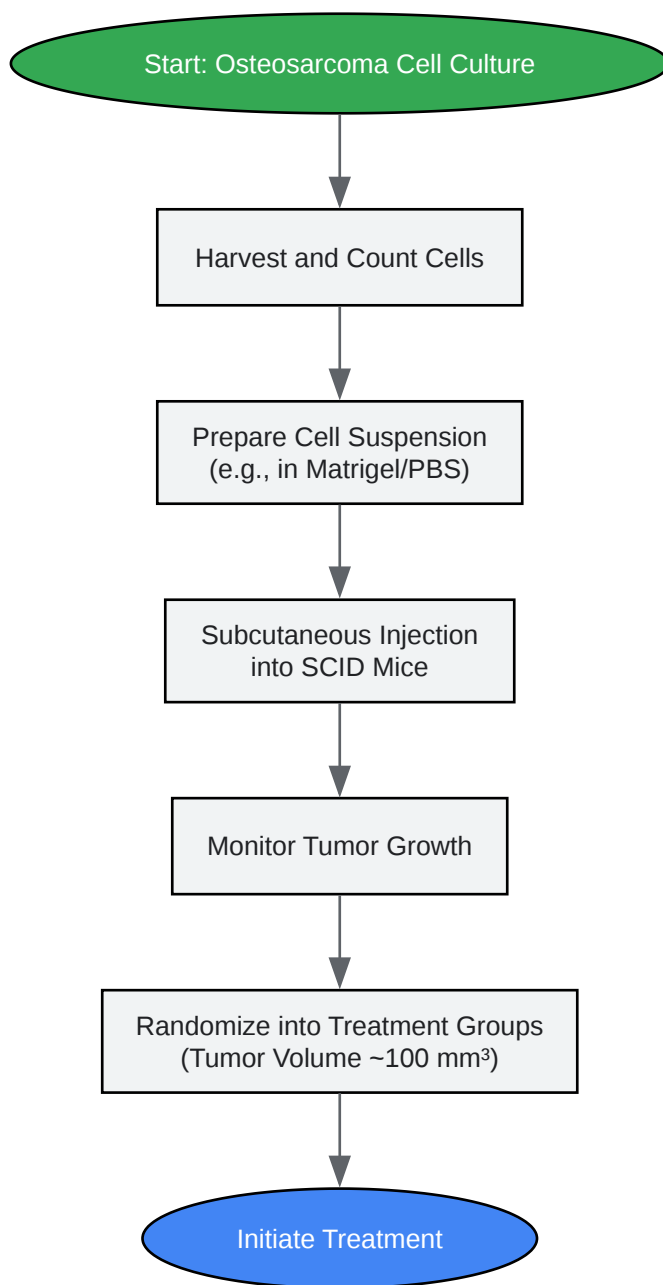 Start: Osteosarcoma Cell Culture
Harvest and Count Cells
Prepare Cell Suspension
(e.g., in Matrigel/PBS)
Subcutaneous Injection
into SCID Mice
Monitor Tumor Growth
Randomize into Treatment Groups
(Tumor Volume ~100 mm³)
Initiate Treatment